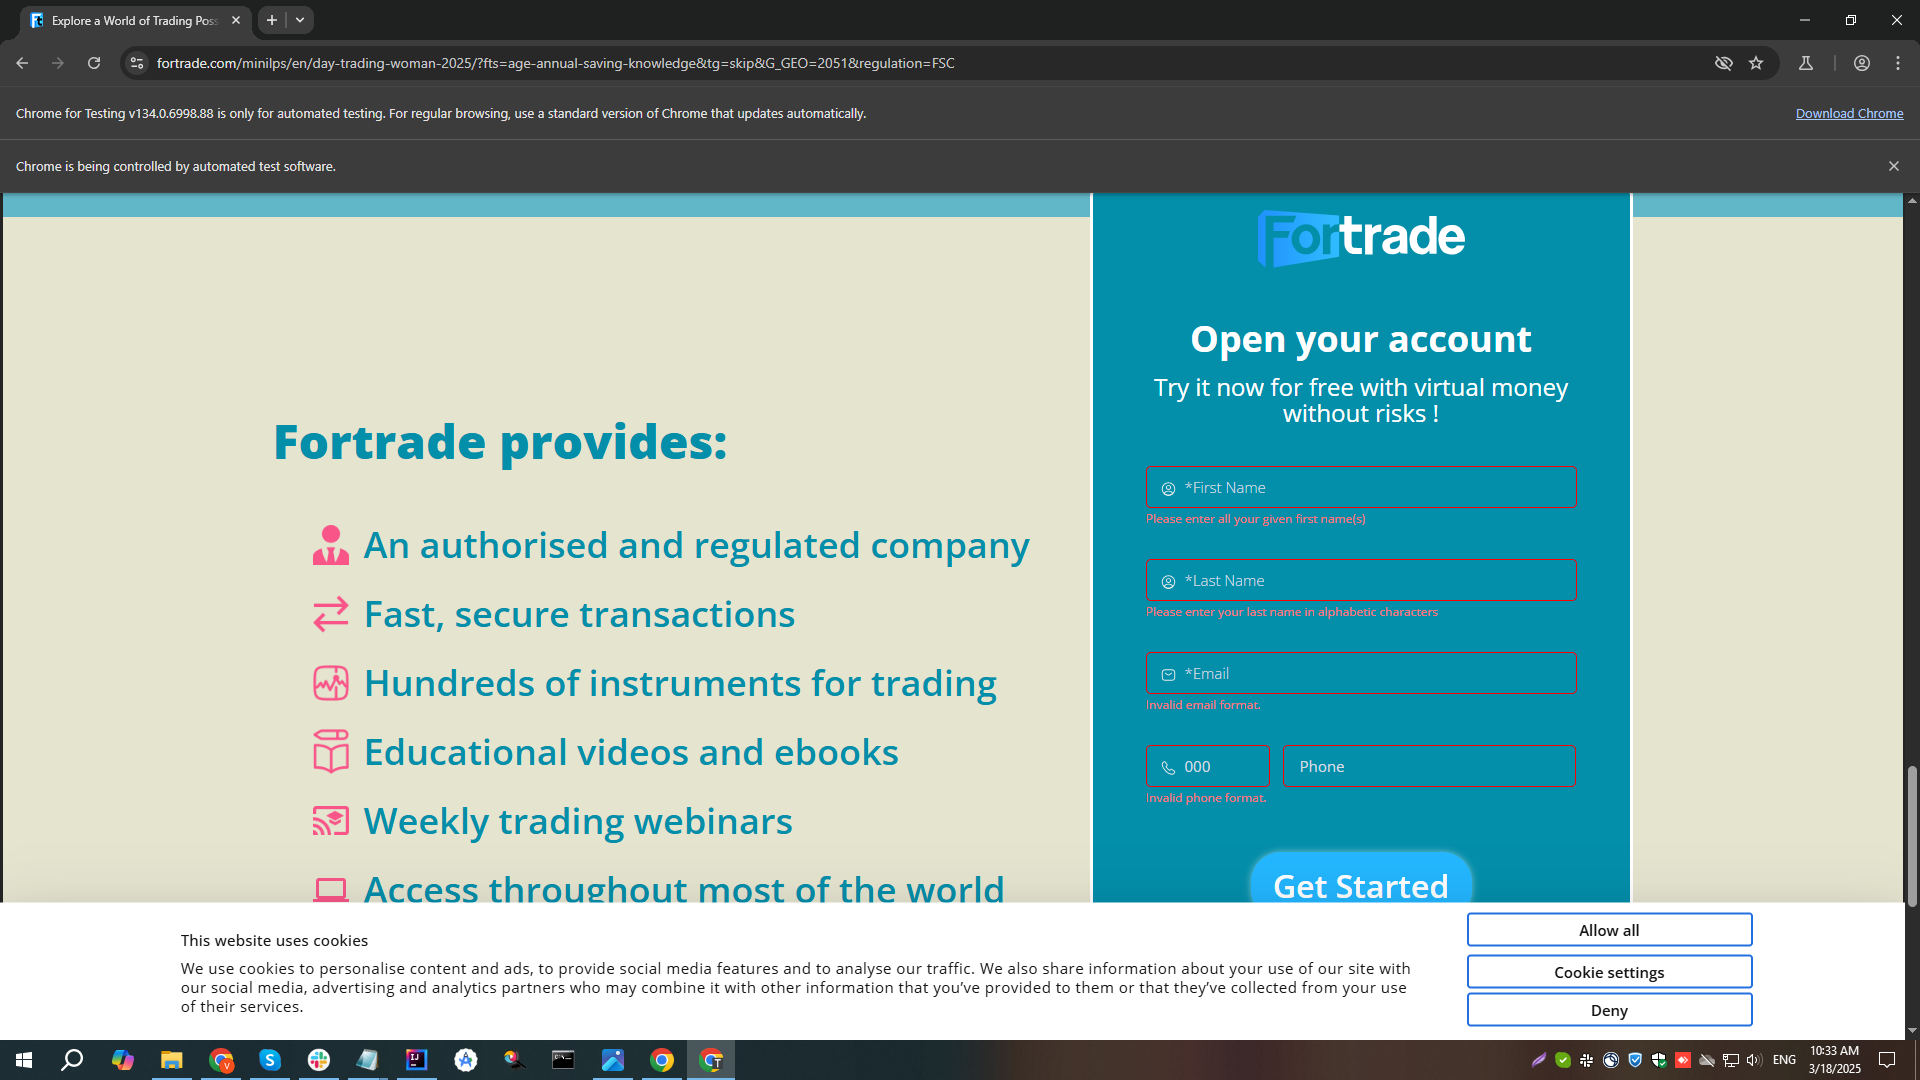 Explore a World of Trading Poss
fortrade.com/minilps/en/day-trading-woman-2025/?fts=age-annual-saving-knowledge&tg=skip&G_GEO=2051&regulation=FSC
Chrome for Testing v134.0.6998.88 is only for automated testing. For regular browsing, use a standard version of Chrome that updates automatically.
Download Chrome
Chrome is being controlled by automated test software.
Fortrade
Open your account
Try it now for free with virtual money
without risks !
*First Name
Please enter all your given first name(s)
*Last Name
Please enter your last name in alphabetic characters
*Email
Invalid email format.
000
Phone
Invalid phone format.
Get Started
Fortrade provides:
An authorised and regulated company
Fast, secure transactions
Hundreds of instruments for trading
Educational videos and ebooks
Weekly trading webinars
Access throughout most of the world
This website uses cookies
We use cookies to personalise content and ads, to provide social media features and to analyse our traffic. We also share information about your use of our site with
our social media, advertising and analytics partners who may combine it with other information that you’ve provided to them or that they’ve collected from your use
of their services.
Allow all
Cookie settings
Deny
ENG
10:33 AM
3/18/2025